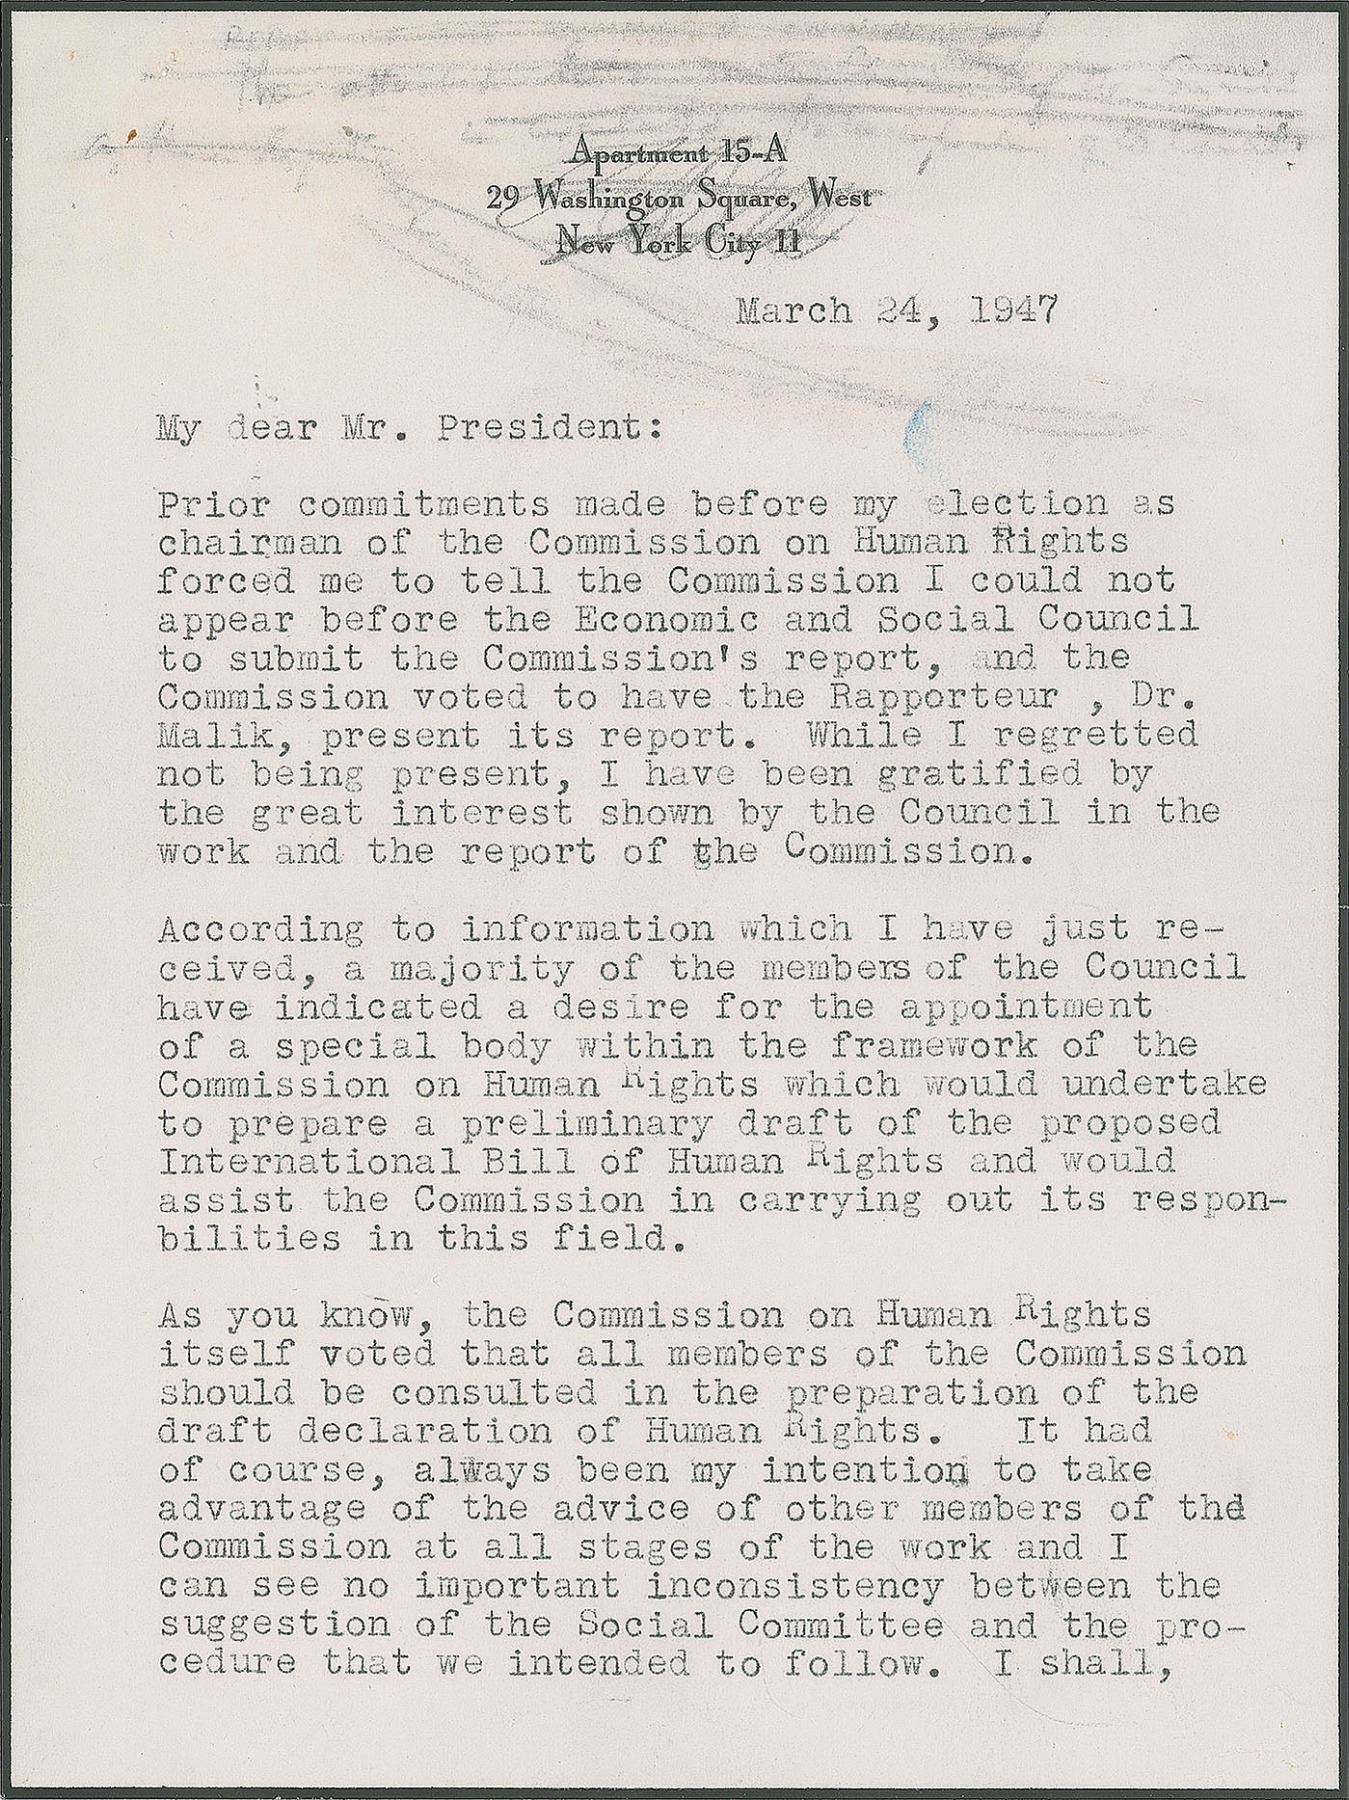 Apartment 15-A
29 Washington Square, West
New York City 11
March 24, 1947
My dear Mr. President:
Prior commitments made before my election as
chairman of the Commission on Human Rights
forced me to tell the Commission I could not
appear before the Economic and Social Council
to submit the Commission's report, and the
Commission voted to have the Rapporteur , Dr.
Malik, present its report. While I regretted
not being present, I have been gratified by
the great interest shown by the Council in the
work and the report of the Commission.
According to information which I have just re-
ceived, a majority of the members of the Council
have indicated a desire for the appointment
of a special body within the framework of the
Commission on Human Rights which would undertake
to prepare a preliminary draft of the proposed
International Bill of Human Rights and would
assist the Commission in carrying out its respon-
bilities in this field.
As you know, the Commission on Human Rights
itself voted that all members of the Commission
should be consulted in the preparation of the
draft declaration of Human Rights. It had
of course, always been my intention to take
advantage of the advice of other members of the
Commission at all stages of the work and I
can see no important inconsistency between the
suggestion of the Social Committee and the pro-
cedure that we intended to follow. I shall,